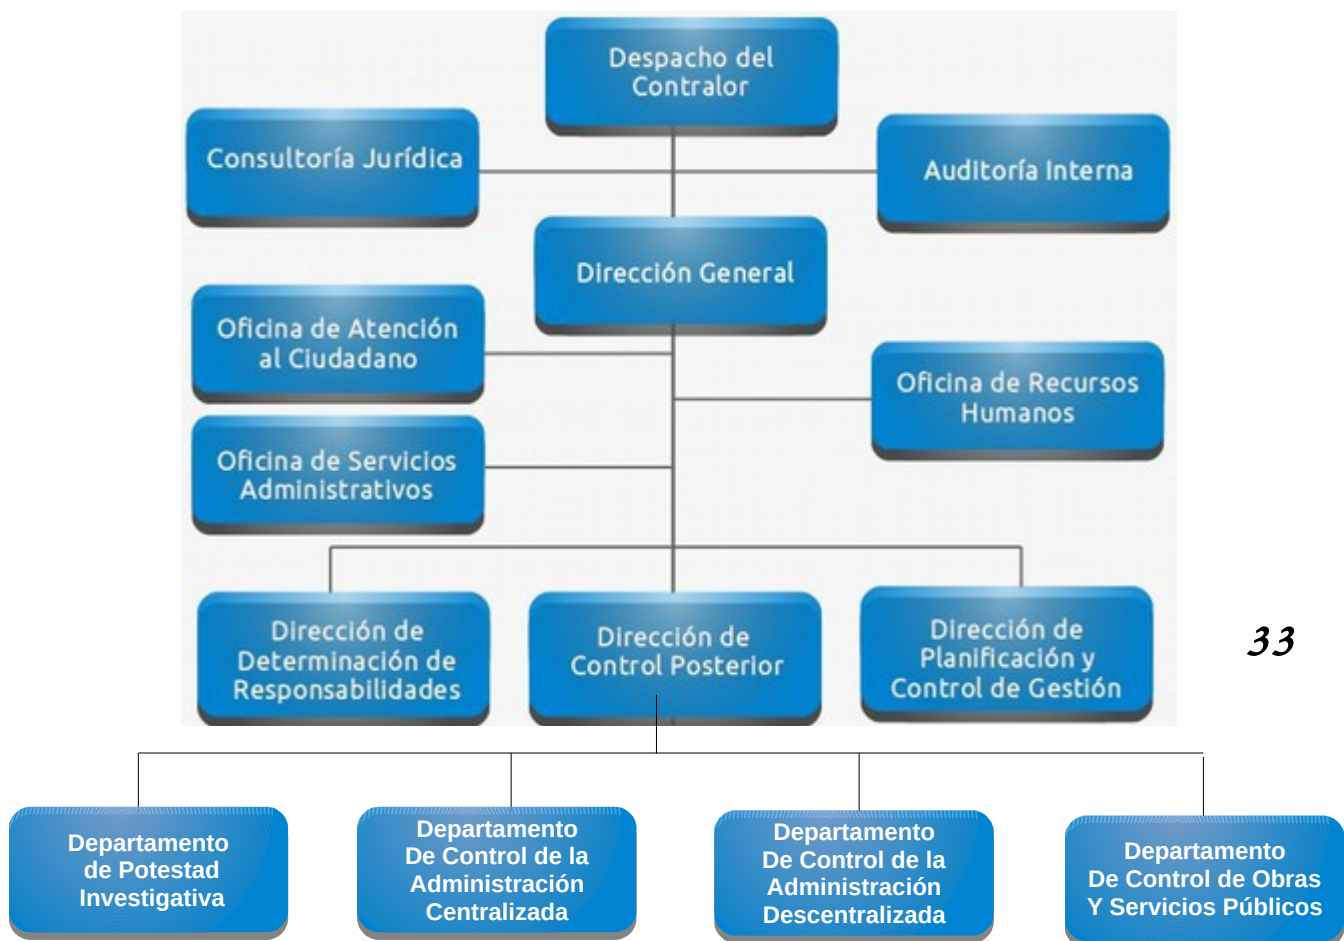 Despacho del
Contralor
Consultoría Jurídica
Auditoría Interna
Dirección General
Oficina de Atención
al Ciudadano
Oficina de Recursos
Humanos
Oficina de Servicios
Administrativos
Dirección de
Determinación de
Responsabilidades
Dirección de
Control Posterior
Dirección de
Planificación y
Control de Gestión
33
Departamento
de Potestad
Investigativa
Departamento
De Control de la
Administración
Centralizada
Departamento
De Control de la
Administración
Descentralizada
Departamento
De Control de Obras
Y Servicios Públicos